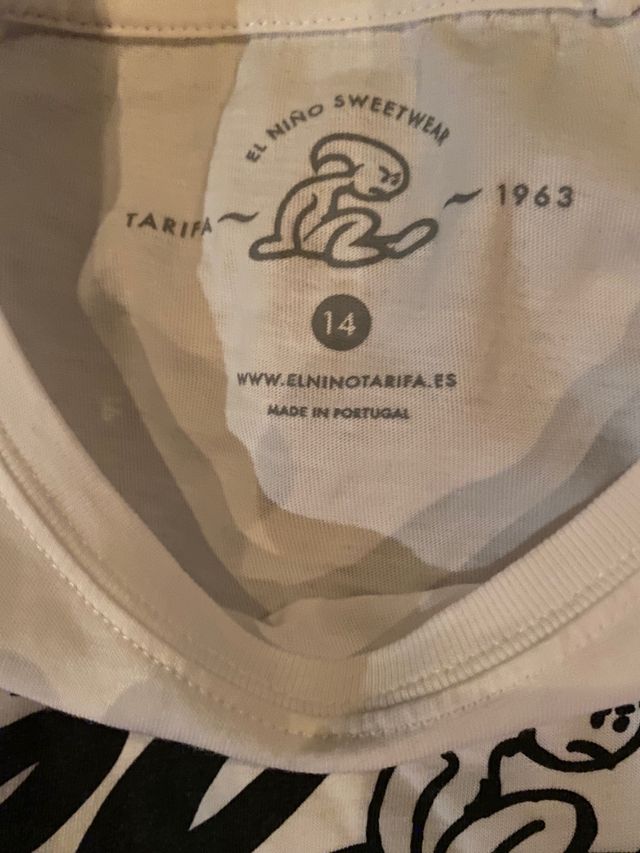 EL NIÑO SWEETWEAR
TARIFA ~ ~ 1963
14
WWW.ELNINOTARIFA.ES
MADE IN PORTUGAL